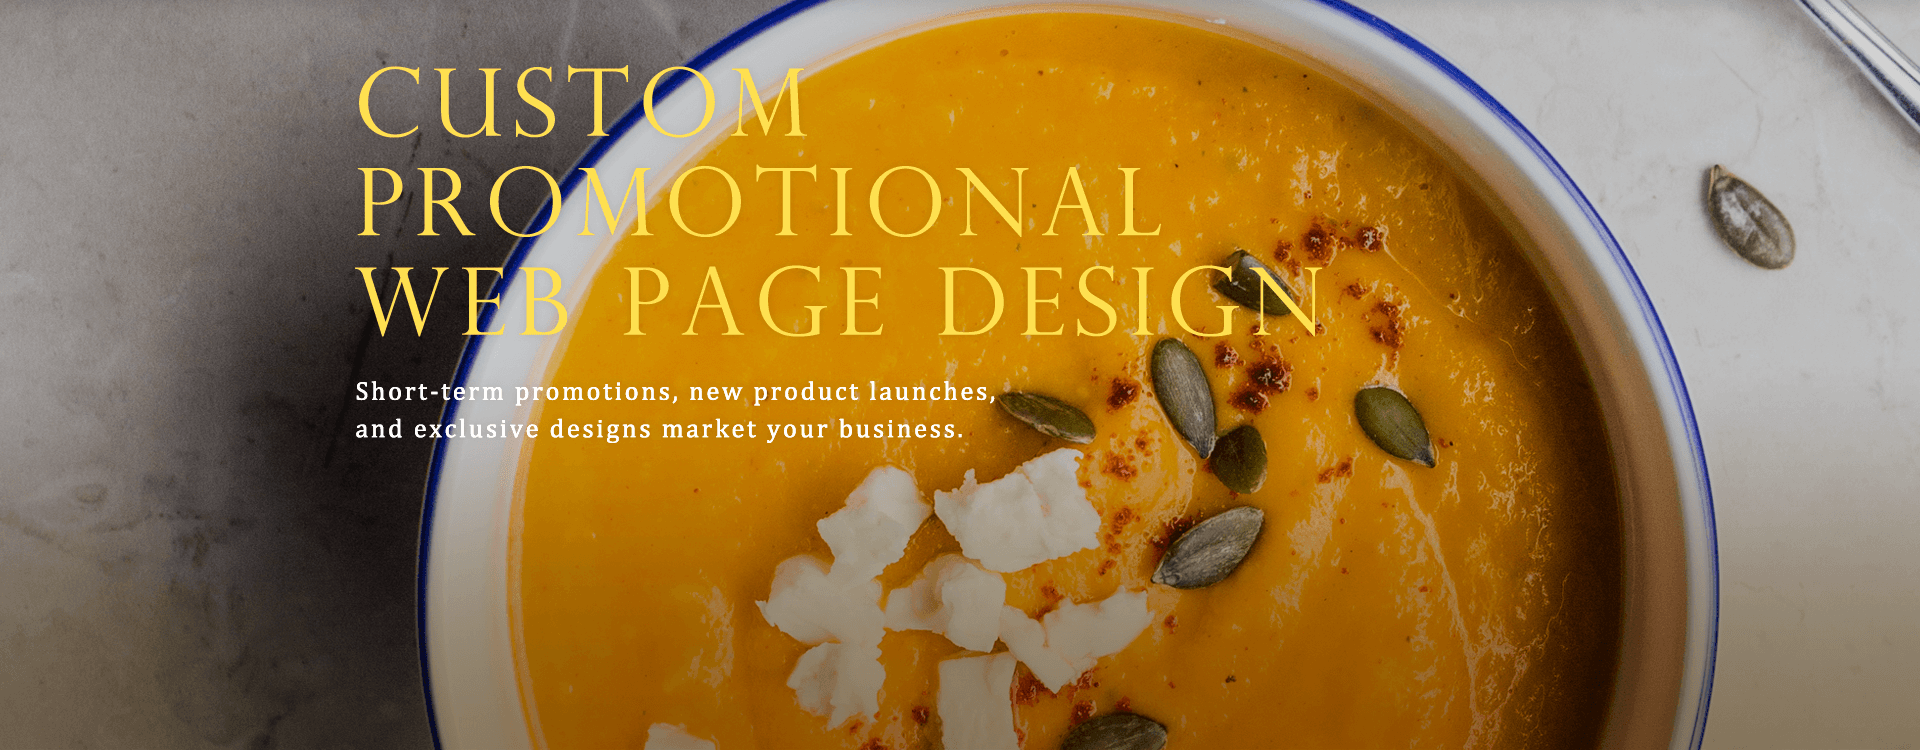 CUSTOM
PROMOTIONAL
WEB PAGE DESIGN
Short-term promotions, new product launches,
and exclusive designs market your business.